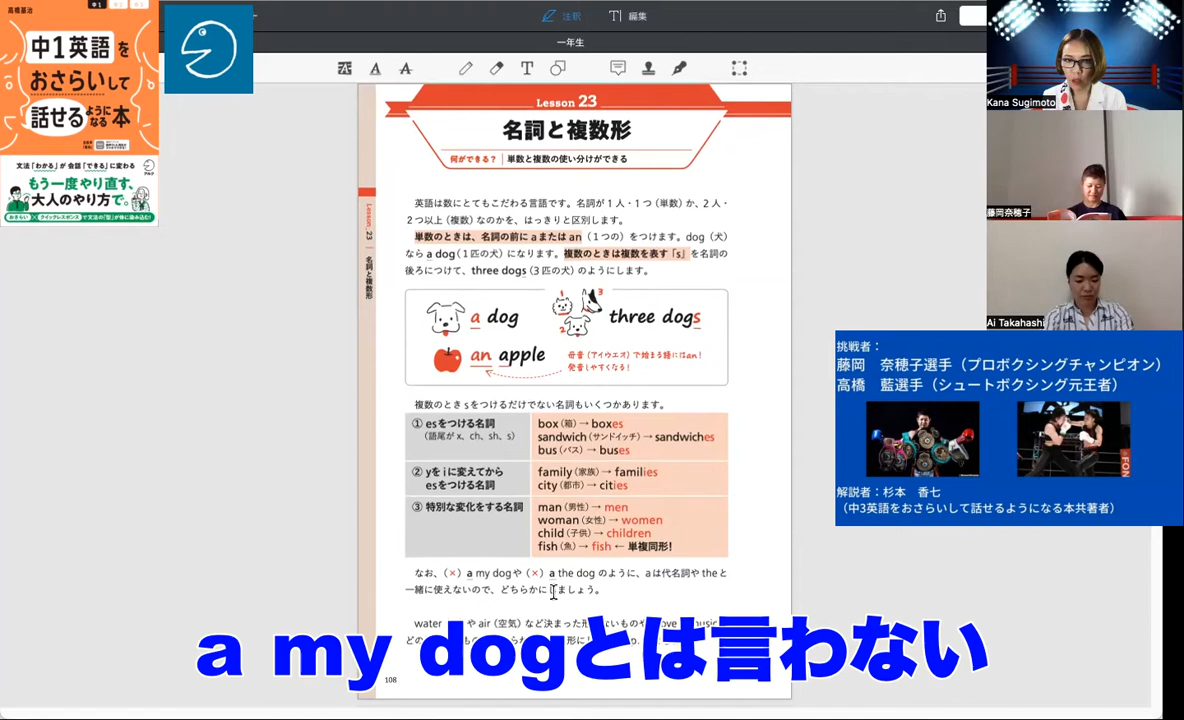 高橋基治
中1
中1英語を
おさらいして
話せるようになる本
文法「わかる」が 会話「できる」に変わる
もう一度やり直す、
大人のやり方で。
アルク
注釈
編集
一年生
Lesson 23
名詞と複数形
何ができる？ 単数と複数の使い分けができる
Lesson. 23 名詞と複数形
英語は数にとてもこだわる言語です。名詞が1人・1つ（単数）か、2人・
2つ以上（複数）なのかを、はっきりと区別します。
単数のときは、名詞の前に a または an（1つの）をつけます。dog（犬）
なら a dog（1匹の犬）になります。複数のときは複数を表す「s」を名詞の
後ろにつけて、three dogs（3匹の犬）のようにします。
a dog
1 2 3
three dogs
an apple
母音（アイウエオ）で始まる語にはan！
発音しやすくなる！
複数のとき s をつけるだけでない名詞もいくつかあります。
① esをつける名詞
（語尾が x、ch、sh、s）
box（箱）→ boxes
sandwich（サンドイッチ）→ sandwiches
bus（バス）→ buses
② yをiに変えてから
esをつける名詞
family（家族）→ families
city（都市）→ cities
③ 特別な変化をする名詞
man（男性）→ men
woman（女性）→ women
child（子供）→ children
fish（魚）→ fish ← 単複同形！
なお、（×）a my dogや（×）a the dog のように、aは代名詞や theと
一緒に使えないので、どちらかにしましょう。
water や air（空気）など決まった形
108
a my dogとは言わない
Kana Sugimoto
藤岡奈穂子
Ai Takahashi
挑戦者：
藤岡 奈穂子選手（プロボクシングチャンピオン）
高橋 藍選手（シュートボクシング元王者）
解説者：杉本 香七
（中3英語をおさらいして話せるようになる本共著者）